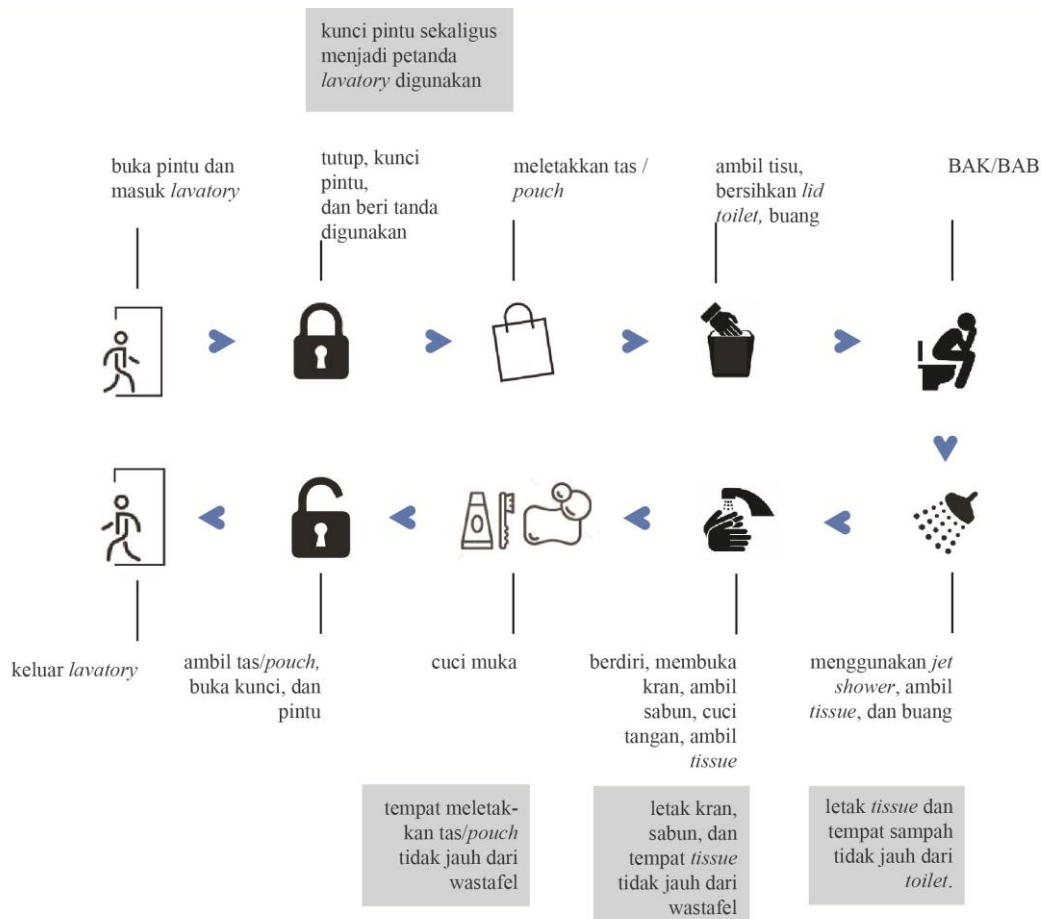 kunci pintu sekaligus
menjadi petanda
lavatory digunakan
buka pintu dan
masuk lavatory
tutup, kunci
pintu,
dan beri tanda
digunakan
meletakkan tas /
pouch
ambil tisu,
bersihkan lid
toilet, buang
BAK/BAB
keluar lavatory
ambil tas/pouch,
buka kunci, dan
pintu
cuci muka
berdiri, membuka
kran, ambil
sabun, cuci
tangan, ambil
tissue
menggunakan jet
shower, ambil
tissue, dan buang
tempat meletak-
kan tas/pouch
tidak jauh dari
wastafel
letak kran,
sabun, dan
tempat tissue
tidak jauh dari
wastafel
letak tissue dan
tempat sampah
tidak jauh dari
toilet.